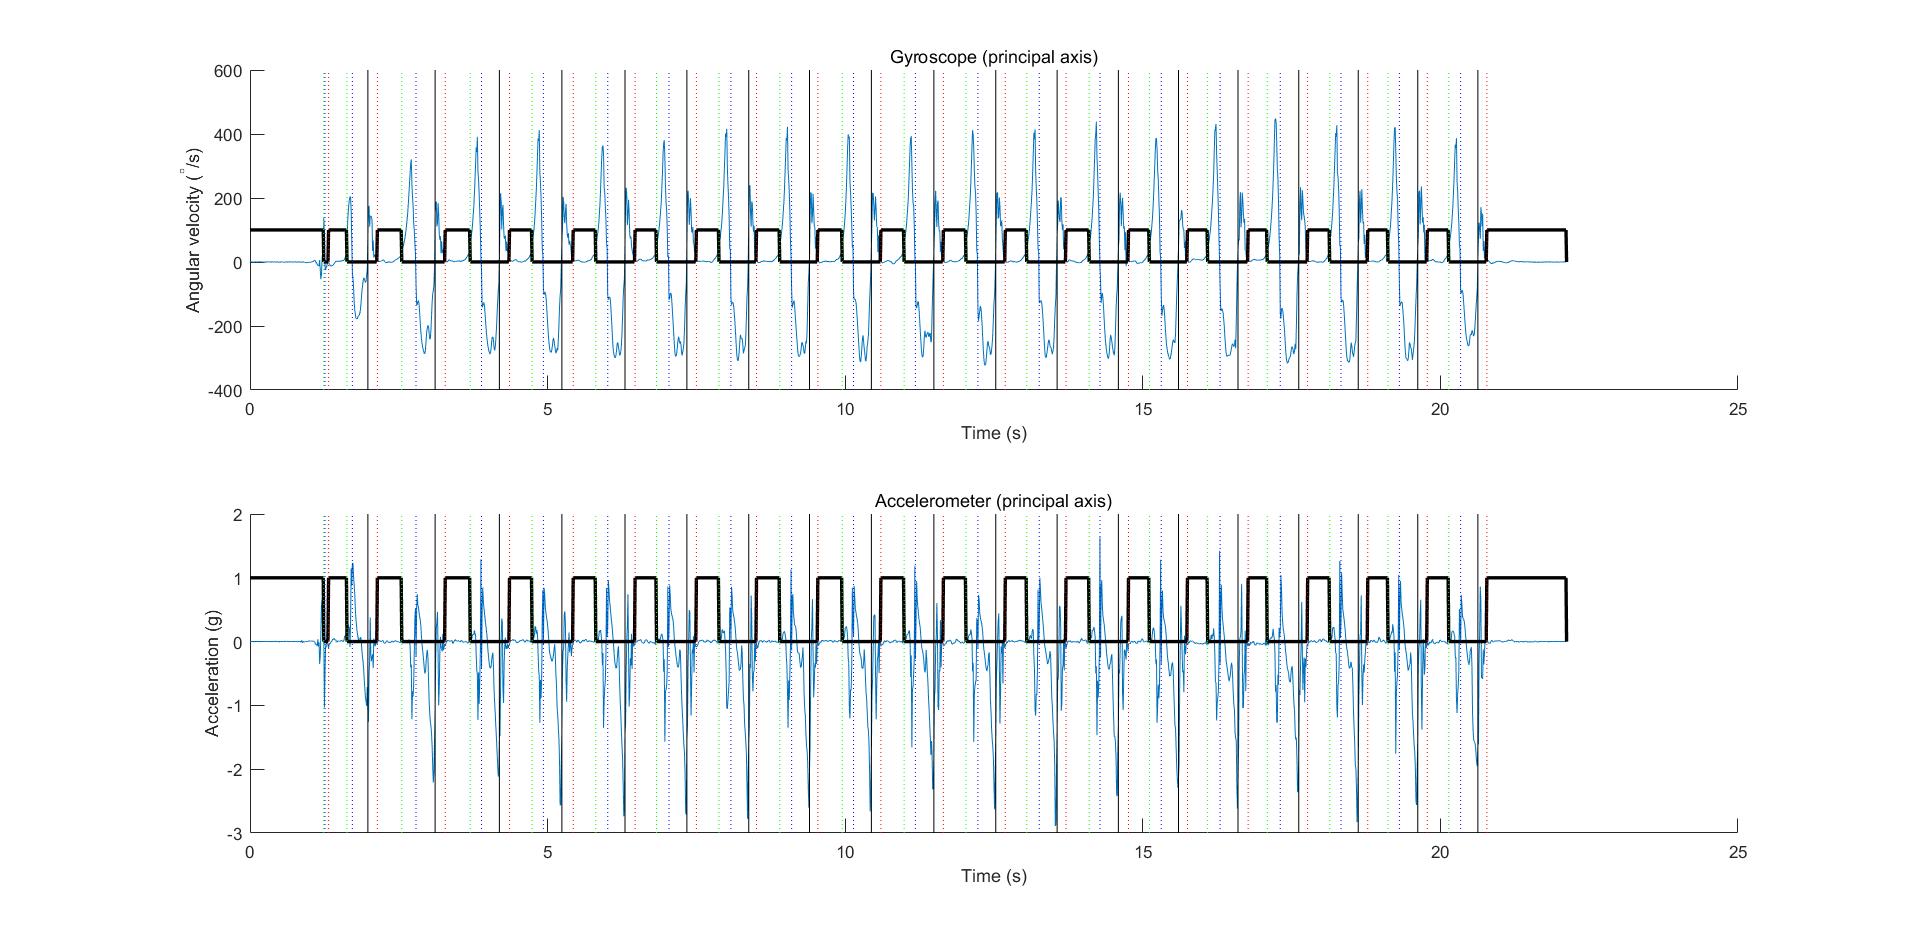 Gyroscope (principal axis)
600
400
200
0
-200
-400
Angular velocity (°/s)
0 5 10 15 20 25
Time (s)
Accelerometer (principal axis)
2
1
0
-1
-2
-3
Acceleration (g)
0 5 10 15 20 25
Time (s)